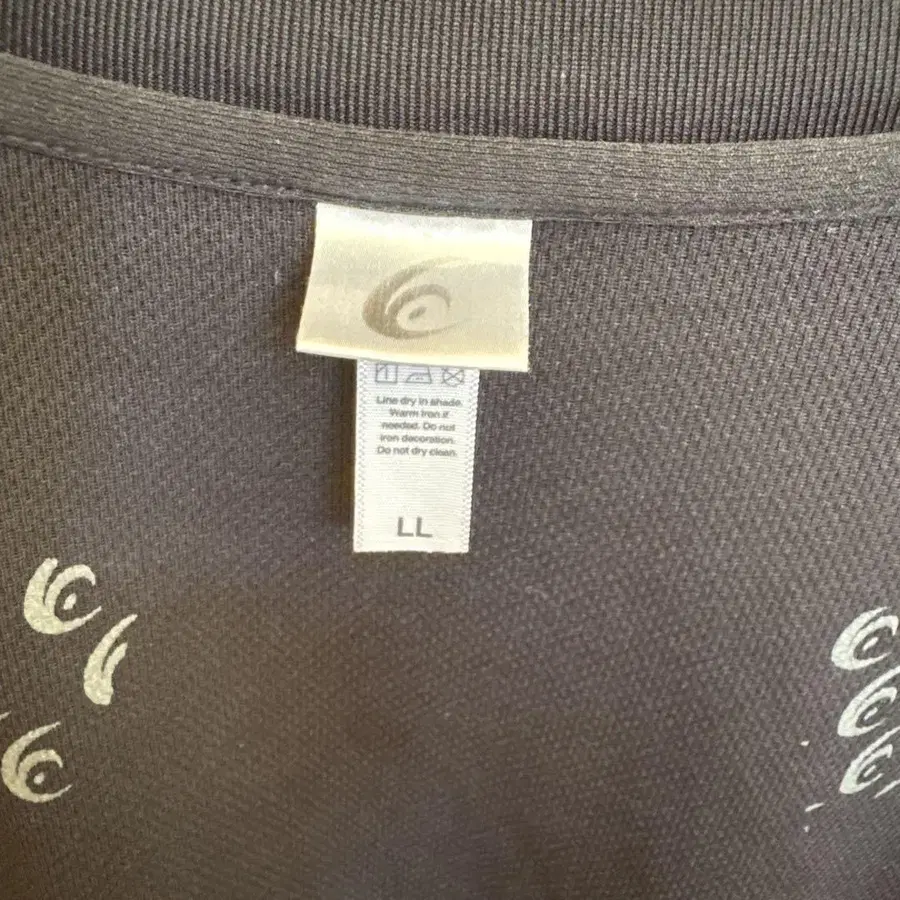 Line dry in shade.
Warm iron if
needed. Do not
iron decoration.
Do not dry clean.
LL